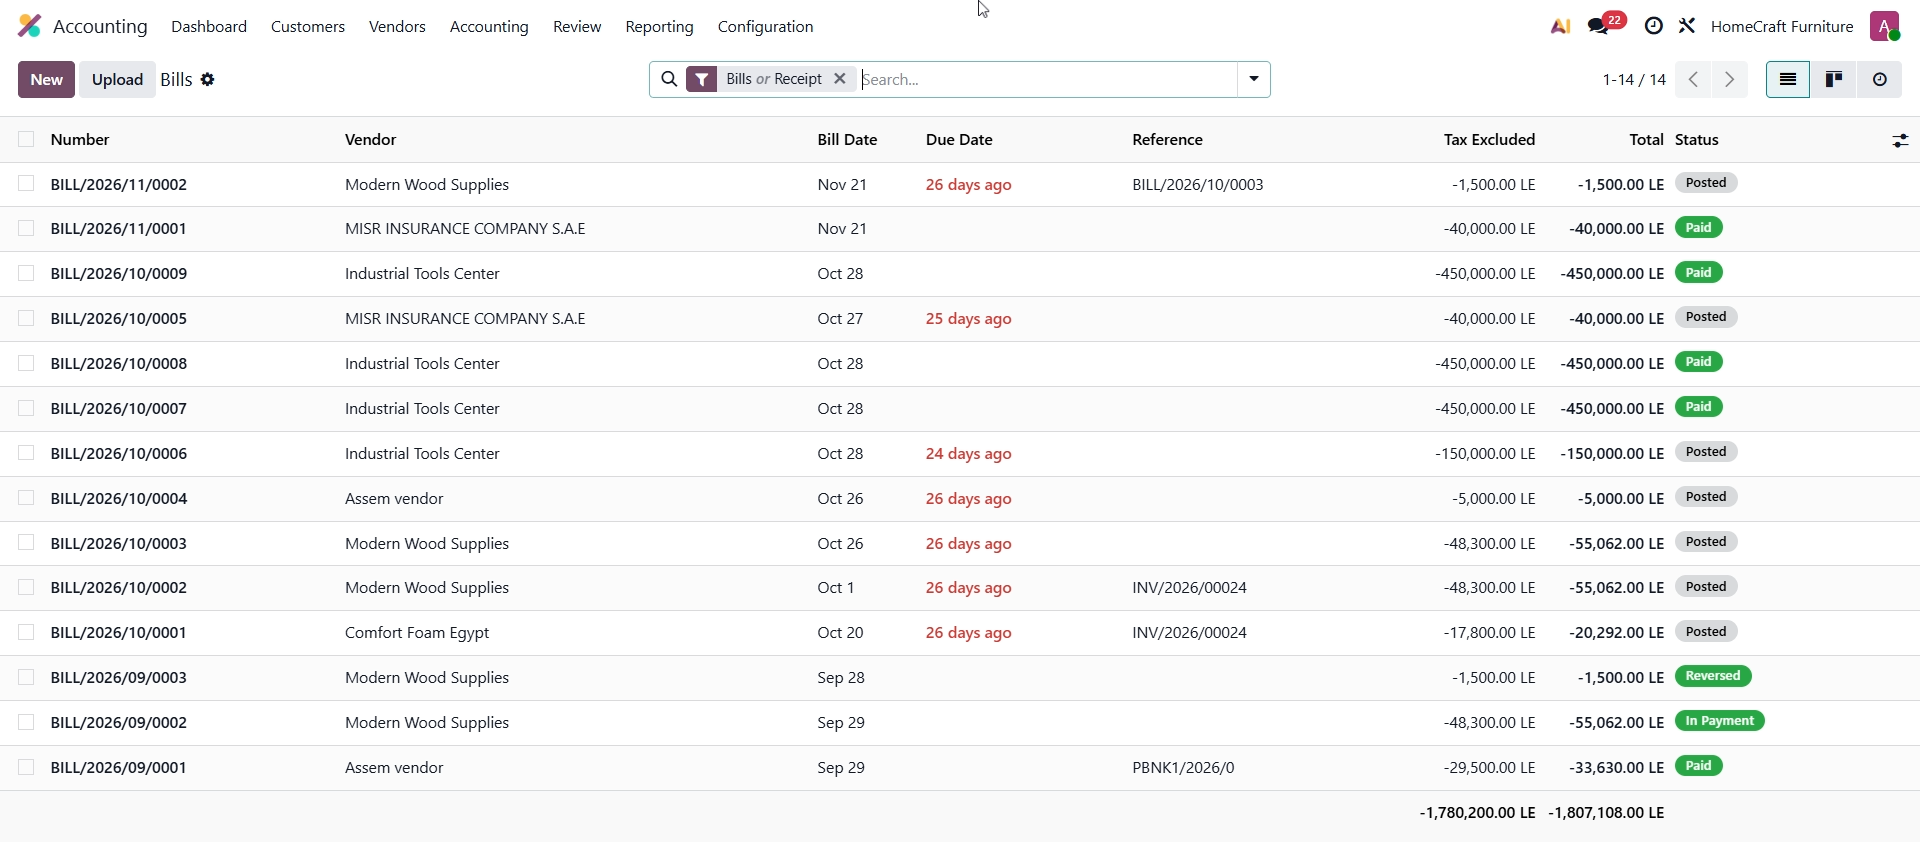 Accounting Dashboard Customers Vendors Accounting Review Reporting Configuration AI 22 HomeCraft Furniture A
New Upload Bills Bills or Receipt Search... 1-14 / 14
Number Vendor Bill Date Due Date Reference Tax Excluded Total Status
BILL/2026/11/0002 Modern Wood Supplies Nov 21 26 days ago BILL/2026/10/0003 -1,500.00 LE -1,500.00 LE Posted
BILL/2026/11/0001 MISR INSURANCE COMPANY S.A.E Nov 21 -40,000.00 LE -40,000.00 LE Paid
BILL/2026/10/0009 Industrial Tools Center Oct 28 -450,000.00 LE -450,000.00 LE Paid
BILL/2026/10/0005 MISR INSURANCE COMPANY S.A.E Oct 27 25 days ago -40,000.00 LE -40,000.00 LE Posted
BILL/2026/10/0008 Industrial Tools Center Oct 28 -450,000.00 LE -450,000.00 LE Paid
BILL/2026/10/0007 Industrial Tools Center Oct 28 -450,000.00 LE -450,000.00 LE Paid
BILL/2026/10/0006 Industrial Tools Center Oct 28 24 days ago -150,000.00 LE -150,000.00 LE Posted
BILL/2026/10/0004 Assem vendor Oct 26 26 days ago -5,000.00 LE -5,000.00 LE Posted
BILL/2026/10/0003 Modern Wood Supplies Oct 26 26 days ago -48,300.00 LE -55,062.00 LE Posted
BILL/2026/10/0002 Modern Wood Supplies Oct 1 26 days ago INV/2026/00024 -48,300.00 LE -55,062.00 LE Posted
BILL/2026/10/0001 Comfort Foam Egypt Oct 20 26 days ago INV/2026/00024 -17,800.00 LE -20,292.00 LE Posted
BILL/2026/09/0003 Modern Wood Supplies Sep 28 -1,500.00 LE -1,500.00 LE Reversed
BILL/2026/09/0002 Modern Wood Supplies Sep 29 -48,300.00 LE -55,062.00 LE In Payment
BILL/2026/09/0001 Assem vendor Sep 29 PBNK1/2026/0 -29,500.00 LE -33,630.00 LE Paid
-1,780,200.00 LE -1,807,108.00 LE